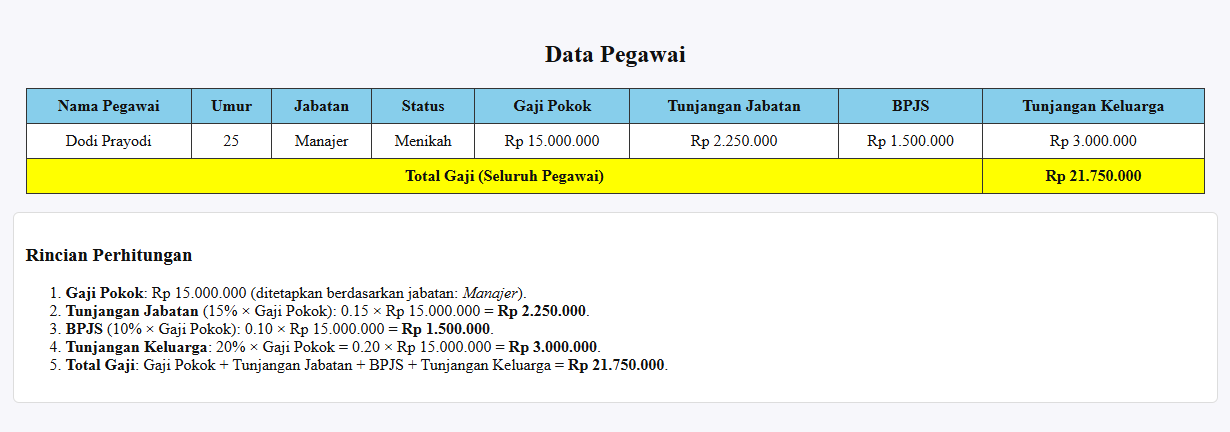 Data Pegawai
Nama Pegawai Umur Jabatan Status Gaji Pokok Tunjangan Jabatan BPJS Tunjangan Keluarga
Dodi Prayodi 25 Manajer Menikah Rp 15.000.000 Rp 2.250.000 Rp 1.500.000 Rp 3.000.000
Total Gaji (Seluruh Pegawai) Rp 21.750.000
Rincian Perhitungan
1. Gaji Pokok: Rp 15.000.000 (ditetapkan berdasarkan jabatan: Manajer).
2. Tunjangan Jabatan (15% × Gaji Pokok): 0.15 × Rp 15.000.000 = Rp 2.250.000.
3. BPJS (10% × Gaji Pokok): 0.10 × Rp 15.000.000 = Rp 1.500.000.
4. Tunjangan Keluarga: 20% × Gaji Pokok = 0.20 × Rp 15.000.000 = Rp 3.000.000.
5. Total Gaji: Gaji Pokok + Tunjangan Jabatan + BPJS + Tunjangan Keluarga = Rp 21.750.000.